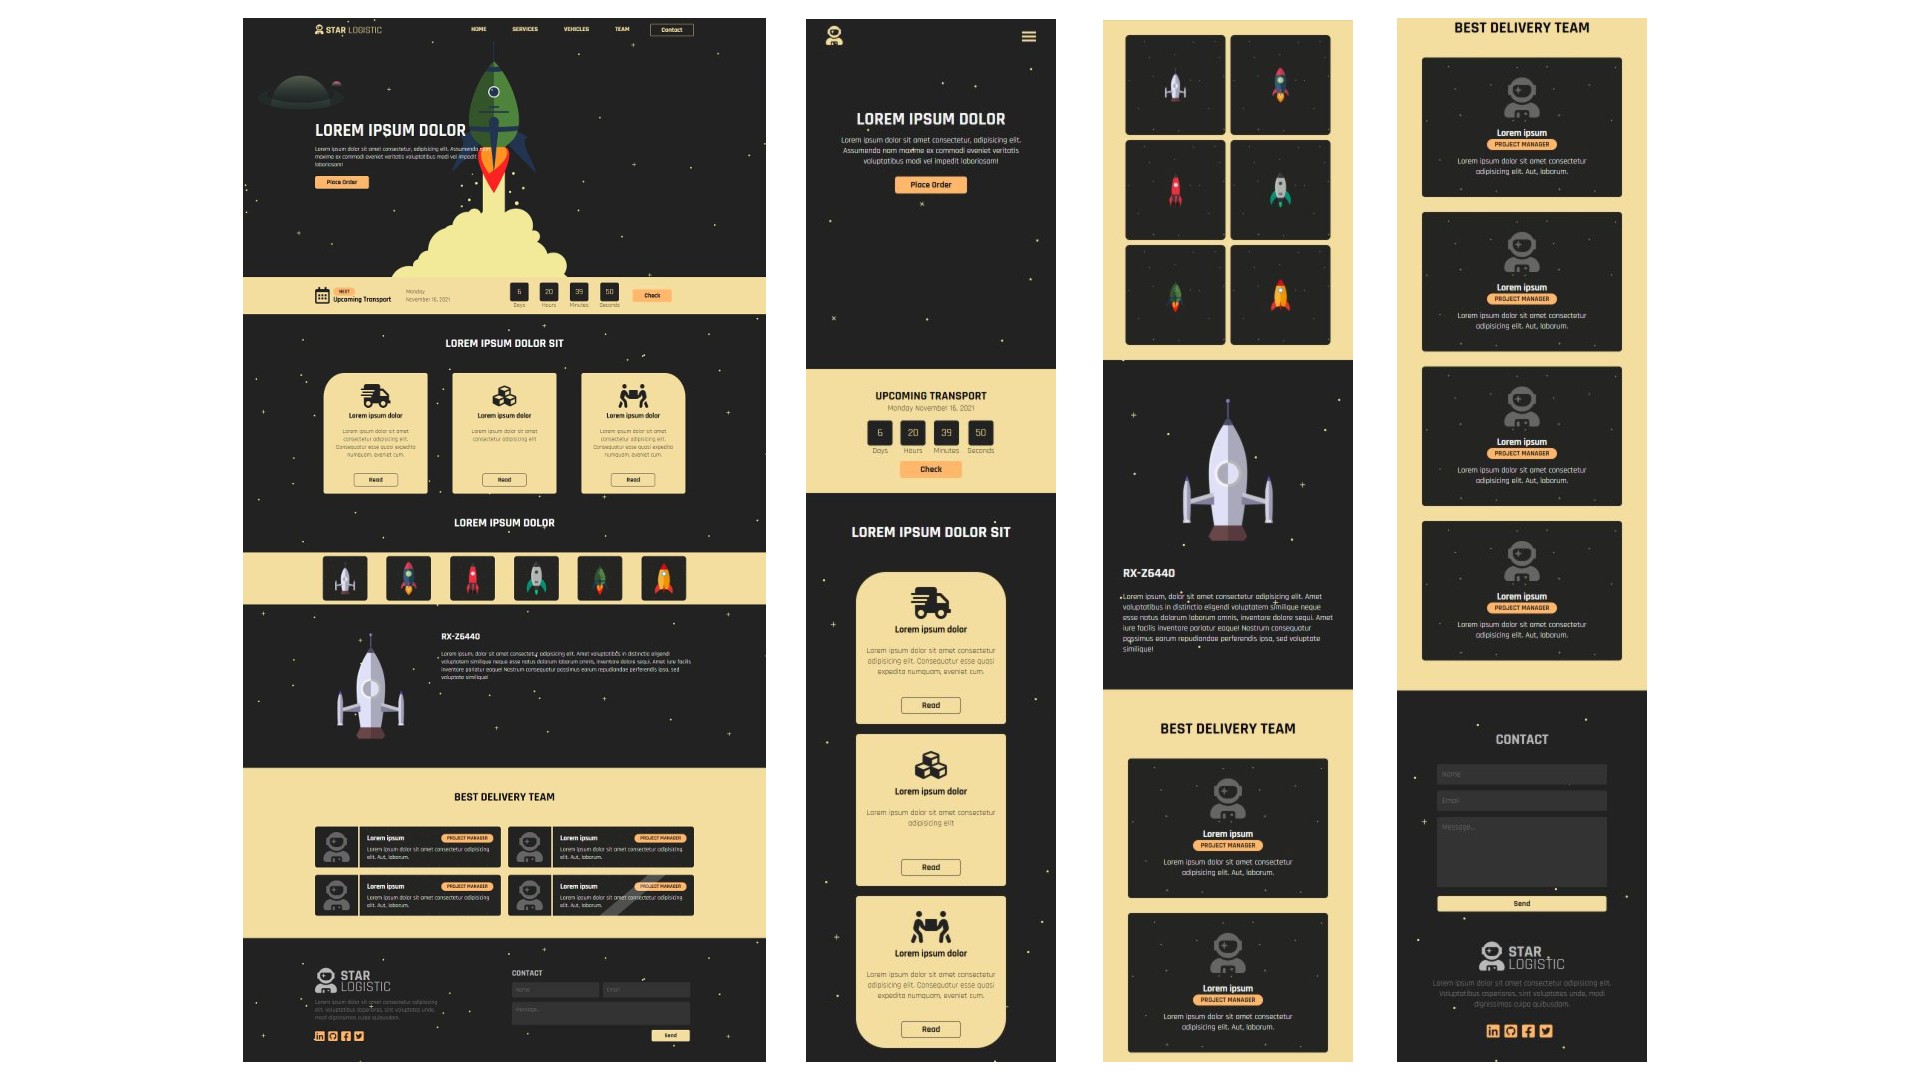 STAR LOGISTIC
HOME SERVICES VEHICLES TEAM Contact
LOREM IPSUM DOLOR
Lorem ipsum dolor sit amet consectetur, adipisicing elit. Assumenda nam
maxime ex commodi eveniet veritatis voluptatibus modi vel impedit
laboriosam!
Place Order
NEXT
Upcoming Transport
Monday
November 16, 2021
6 20 39 50
Days Hours Minutes Seconds
Check
LOREM IPSUM DOLOR SIT
Lorem ipsum dolor
Lorem ipsum dolor sit amet
consectetur adipisicing elit.
Consequatur esse quasi expedita
numquam, eveniet cum.
Read
Lorem ipsum dolor
Lorem ipsum dolor sit amet
consectetur adipisicing elit
Read
Lorem ipsum dolor
Lorem ipsum dolor sit amet
consectetur adipisicing elit.
Consequatur esse quasi expedita
numquam, eveniet cum.
Read
LOREM IPSUM DOLOR
RX-Z6440
Lorem ipsum, dolor sit amet consectetur adipisicing elit. Amet voluptatibus in distinctio eligendi
voluptatem similique neque esse natus dolorum laborum omnis, inventore dolore sequi. Amet iure facilis
inventore pariatur eaque! Nostrum consequatur possimus earum repudiandae perferendis ipsa, sed
voluptate similique!
BEST DELIVERY TEAM
Lorem ipsum PROJECT MANAGER
Lorem ipsum dolor sit amet consectetur adipisicing
elit. Aut, laborum.
Lorem ipsum PROJECT MANAGER
Lorem ipsum dolor sit amet consectetur adipisicing
elit. Aut, laborum.
Lorem ipsum PROJECT MANAGER
Lorem ipsum dolor sit amet consectetur adipisicing
elit. Aut, laborum.
Lorem ipsum PROJECT MANAGER
Lorem ipsum dolor sit amet consectetur adipisicing
elit. Aut, laborum.
STAR
LOGISTIC
Lorem ipsum dolor sit amet consectetur adipisicing
elit. Voluptatibus asperiores, sint voluptates unde,
modi dignissimos culpa quibusdam.
CONTACT
Name Email
Message...
Send
LOREM IPSUM DOLOR
Lorem ipsum dolor sit amet consectetur, adipisicing elit.
Assumenda nam maxime ex commodi eveniet veritatis
voluptatibus modi vel impedit laboriosam!
Place Order
UPCOMING TRANSPORT
Monday November 16, 2021
6 20 39 50
Days Hours Minutes Seconds
Check
LOREM IPSUM DOLOR SIT
Lorem ipsum dolor
Lorem ipsum dolor sit amet consectetur
adipisicing elit. Consequatur esse quasi
expedita numquam, eveniet cum.
Read
Lorem ipsum dolor
Lorem ipsum dolor sit amet consectetur
adipisicing elit
Read
Lorem ipsum dolor
Lorem ipsum dolor sit amet consectetur
adipisicing elit. Consequatur esse quasi
expedita numquam, eveniet cum.
Read
RX-Z6440
Lorem ipsum, dolor sit amet consectetur adipisicing elit. Amet
voluptatibus in distinctio eligendi voluptatem similique neque
esse natus dolorum laborum omnis, inventore dolore sequi. Amet
iure facilis inventore pariatur eaque! Nostrum consequatur
possimus earum repudiandae perferendis ipsa, sed voluptate
similique!
BEST DELIVERY TEAM
Lorem ipsum
PROJECT MANAGER
Lorem ipsum dolor sit amet consectetur
adipisicing elit. Aut, laborum.
Lorem ipsum
PROJECT MANAGER
Lorem ipsum dolor sit amet consectetur
adipisicing elit. Aut, laborum.
BEST DELIVERY TEAM
Lorem ipsum
PROJECT MANAGER
Lorem ipsum dolor sit amet consectetur
adipisicing elit. Aut, laborum.
Lorem ipsum
PROJECT MANAGER
Lorem ipsum dolor sit amet consectetur
adipisicing elit. Aut, laborum.
Lorem ipsum
PROJECT MANAGER
Lorem ipsum dolor sit amet consectetur
adipisicing elit. Aut, laborum.
Lorem ipsum
PROJECT MANAGER
Lorem ipsum dolor sit amet consectetur
adipisicing elit. Aut, laborum.
CONTACT
Name
Email
Message...
Send
STAR
LOGISTIC
Lorem ipsum dolor sit amet consectetur adipisicing elit.
Voluptatibus asperiores, sint voluptates unde, modi
dignissimos culpa quibusdam.